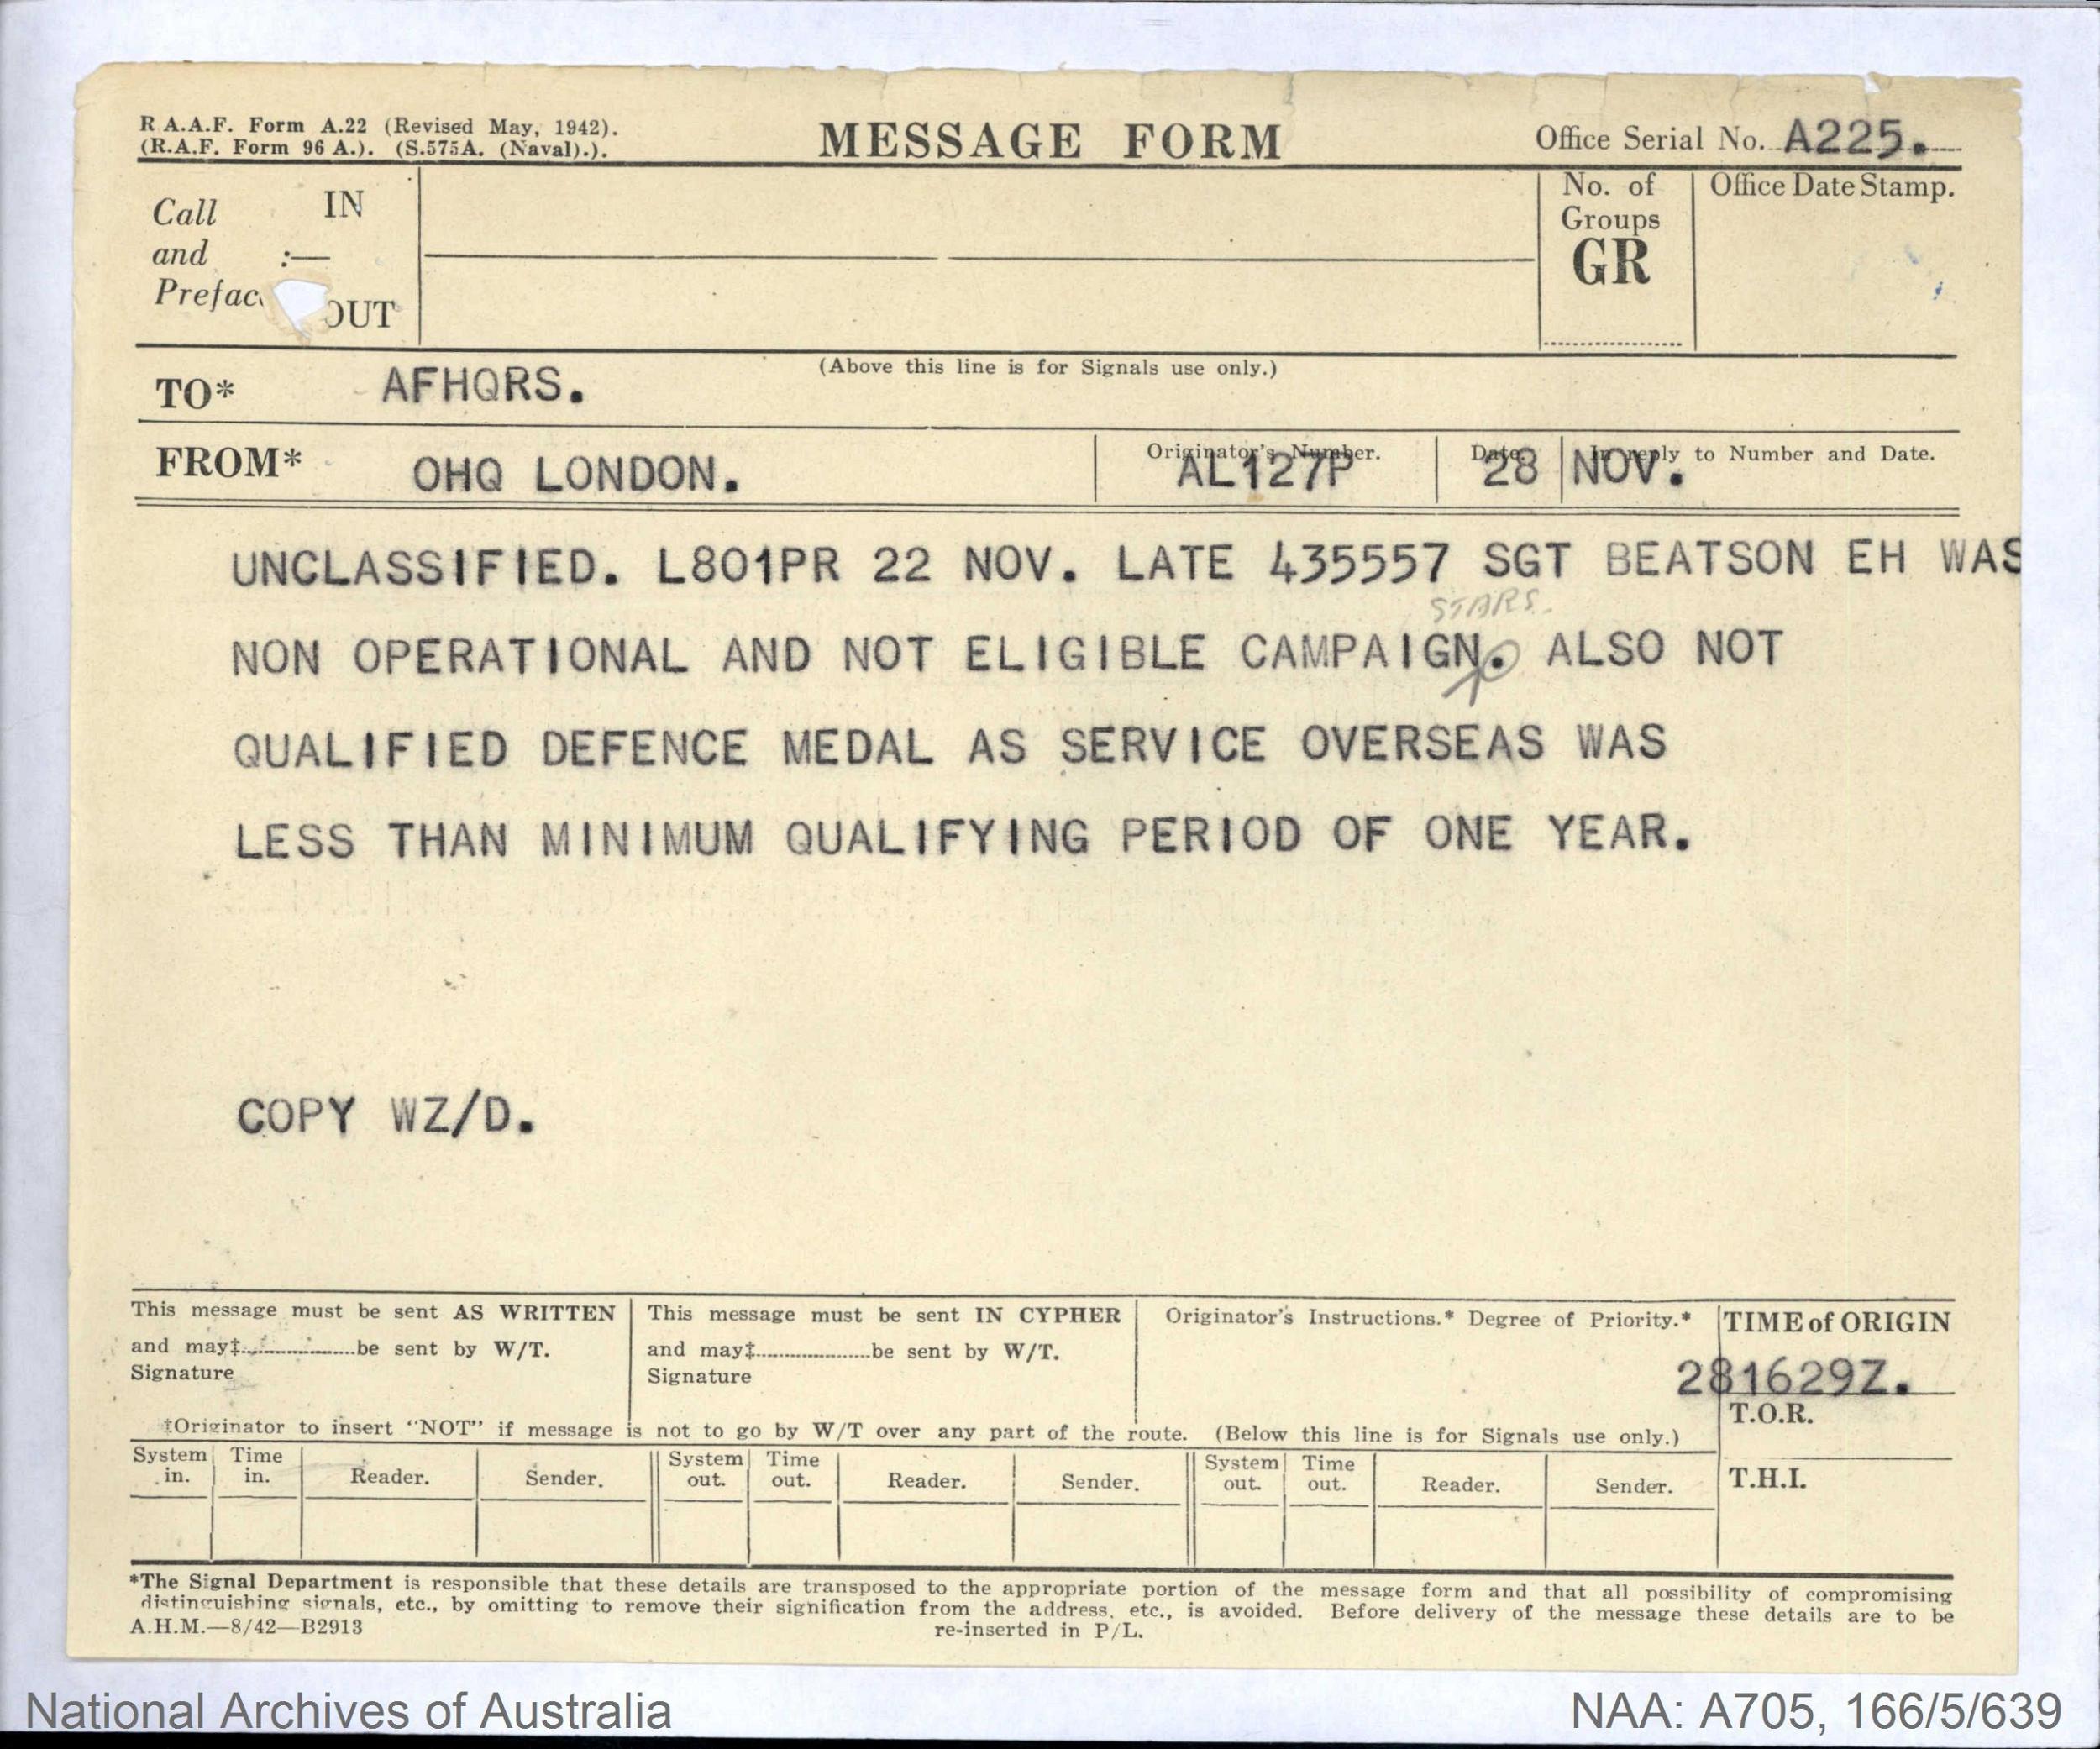 R A.A.F. Form A.22 (Revised May, 1942).
(R.A.F. Form 96 A.). (S.575A. (Naval).).
MESSAGE FORM
Office Serial No. A225.
Call and Preface :— IN
OUT
No. of Groups GR
Office Date Stamp.
(Above this line is for Signals use only.)
TO* AFHQRS.
FROM* OHQ LONDON.
Originator's Number. AL127P
Date. 28
In reply to Number and Date. NOV.
UNCLASSIFIED. L801PR 22 NOV. LATE 435557 SGT BEATSON EH WAS
STARS.
NON OPERATIONAL AND NOT ELIGIBLE CAMPAIGN. ALSO NOT
QUALIFIED DEFENCE MEDAL AS SERVICE OVERSEAS WAS
LESS THAN MINIMUM QUALIFYING PERIOD OF ONE YEAR.
COPY WZ/D.
This message must be sent AS WRITTEN
and may‡..................be sent by W/T.
Signature
This message must be sent IN CYPHER
and may‡..................be sent by W/T.
Signature
Originator's Instructions.* Degree of Priority.*
TIME of ORIGIN
281629Z.
T.O.R.
T.H.I.
‡Originator to insert "NOT" if message is not to go by W/T over any part of the route. (Below this line is for Signals use only.)
System in. Time in. Reader. Sender. System out. Time out. Reader. Sender. System out. Time out. Reader. Sender.
*The Signal Department is responsible that these details are transposed to the appropriate portion of the message form and that all possibility of compromising
distinguishing signals, etc., by omitting to remove their signification from the address, etc., is avoided. Before delivery of the message these details are to be
re-inserted in P/L.
A.H.M.—8/42—B2913
National Archives of Australia
NAA: A705, 166/5/639